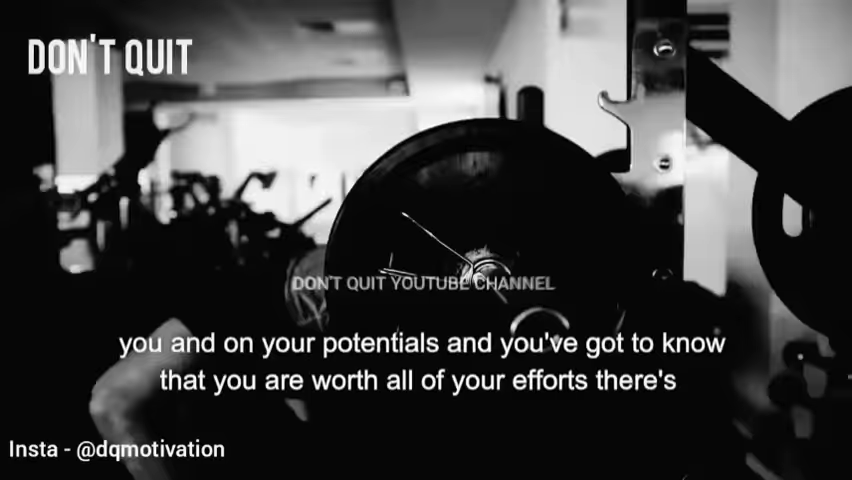 DON'T QUIT
DON'T QUIT YOUTUBE CHANNEL
you and on your potentials and you've got to know
that you are worth all of your efforts there's
Insta - @dqmotivation